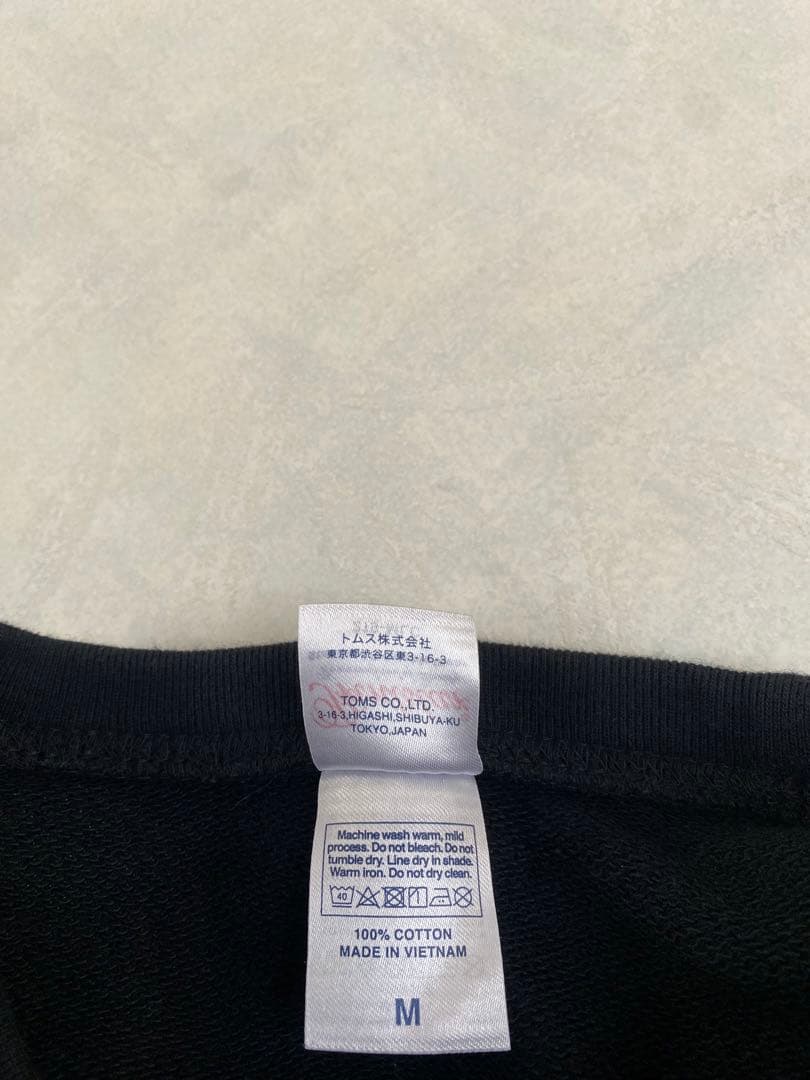 トムス株式会社
東京都渋谷区東3-16-3
TOMS CO.,LTD.
3-16-3,HIGASHI,SHIBUYA-KU
TOKYO,JAPAN
Machine wash warm, mild
process. Do not bleach. Do not
tumble dry. Line dry in shade.
Warm iron. Do not dry clean.
40
100% COTTON
MADE IN VIETNAM
M